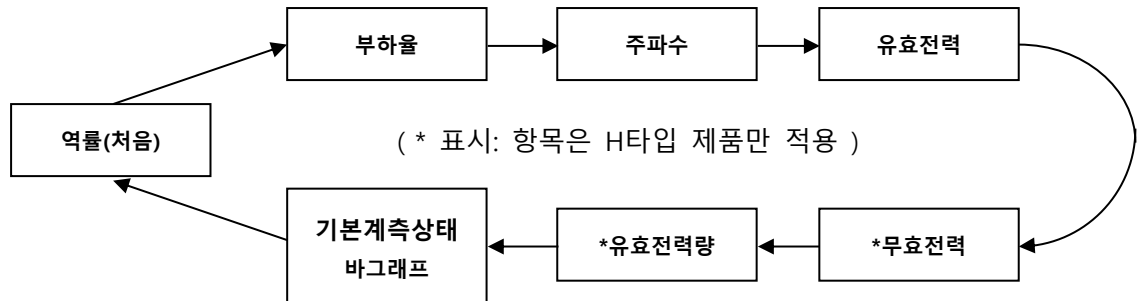 부하율
주파수
유효전력
역률(처음)
( * 표시: 항목은 H타입 제품만 적용 )
기본계측상태
바그래프
*유효전력량
*무효전력